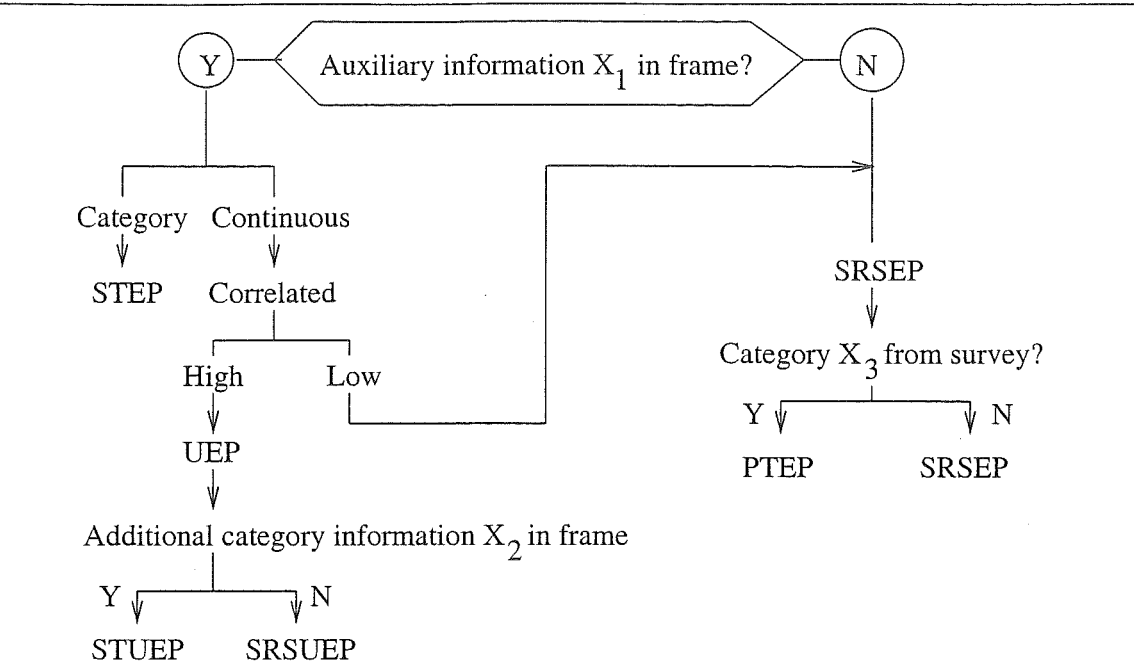 Y
Auxiliary information X1 in frame?
N
Category Continuous
STEP Correlated
SRSEP
Category X3 from survey?
High Low
Y N
UEP
PTEP SRSEP
Additional category information X2 in frame
Y N
STUEP SRSUEP